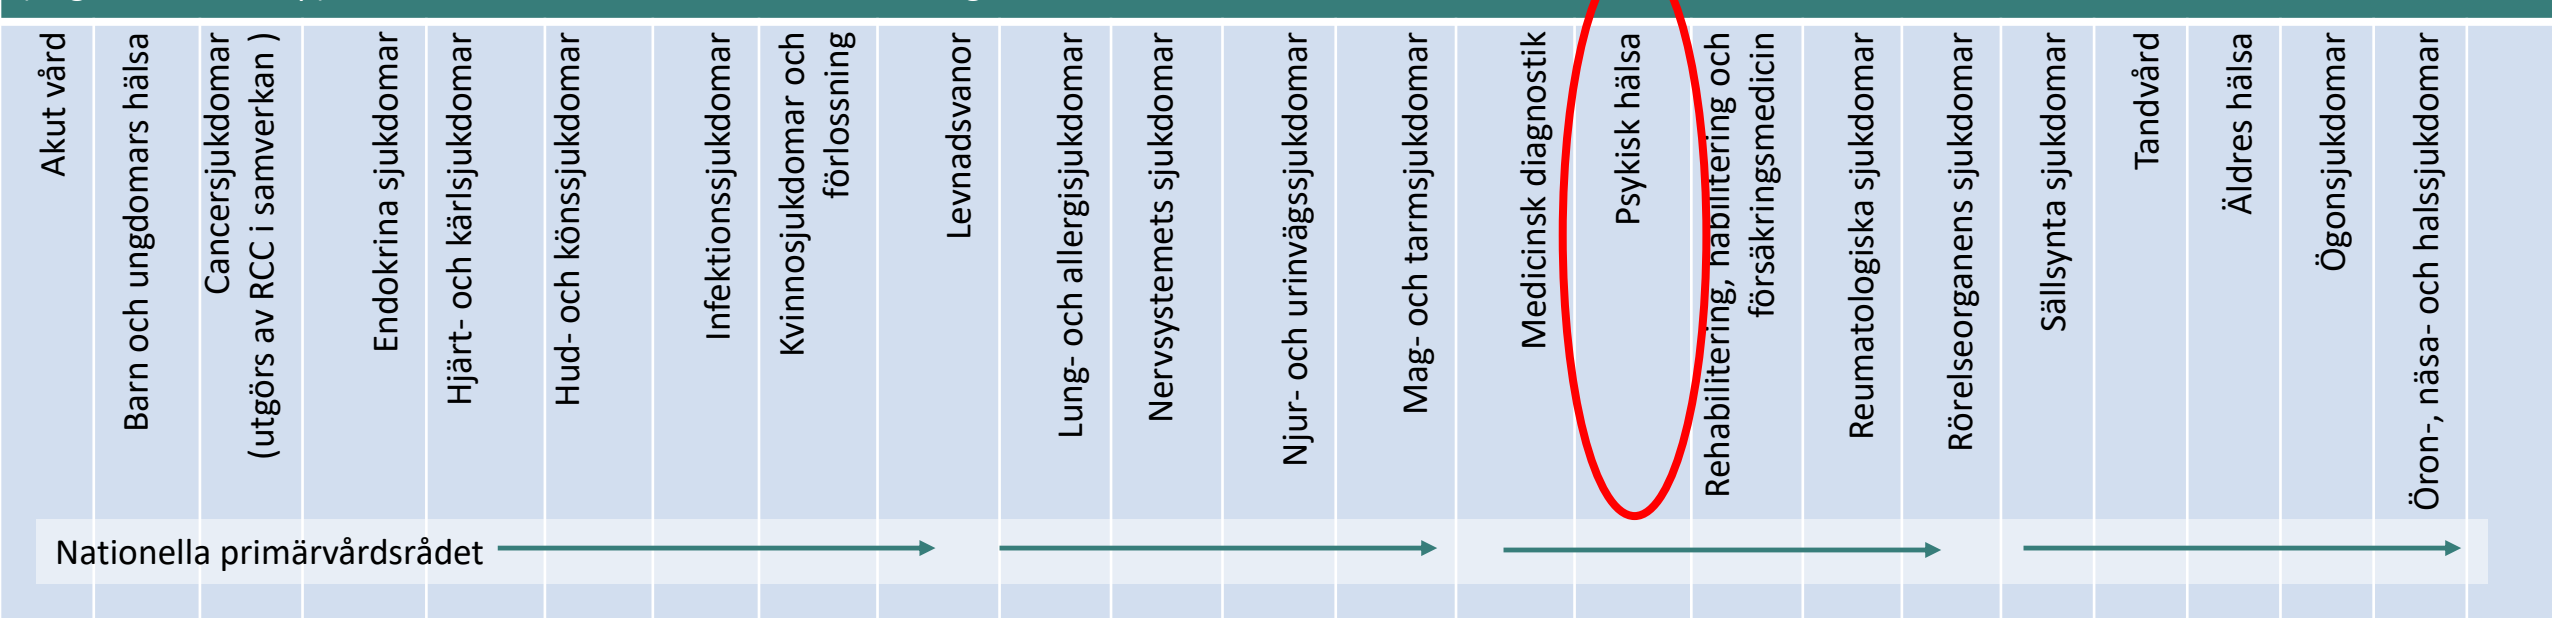 Akut vård
Barn och ungdomars hälsa
Cancersjukdomar
(utgörs av RCC i samverkan )
Endokrina sjukdomar
Hjärt- och kärlsjukdomar
Hud- och könssjukdomar
Infektionssjukdomar
Kvinnosjukdomar och
förlossning
Levnadsvanor
Lung- och allergisjukdomar
Nervsystemets sjukdomar
Njur- och urinvägssjukdomar
Mag- och tarmsjukdomar
Medicinsk diagnostik
Psykisk hälsa
Rehabilitering, habilitering och
försäkringsmedicin
Reumatologiska sjukdomar
Rörelseorganens sjukdomar
Sällsynta sjukdomar
Tandvård
Äldres hälsa
Ögonsjukdomar
Öron-, näsa- och halssjukdomar
Nationella primärvårdsrådet